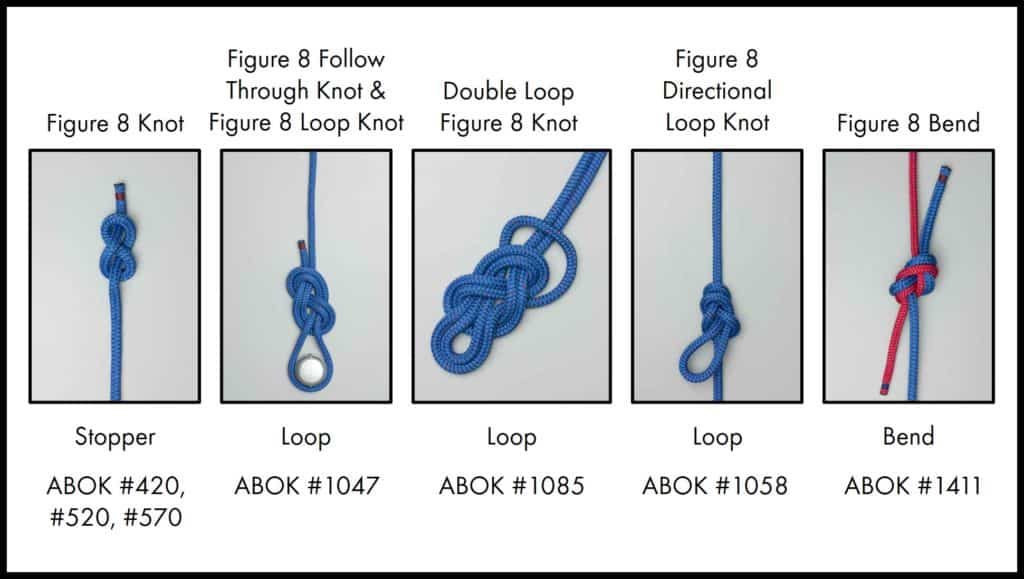 Figure 8 Knot
Figure 8 Follow
Through Knot &
Figure 8 Loop Knot
Double Loop
Figure 8 Knot
Figure 8
Directional
Loop Knot
Figure 8 Bend
Stopper
Loop
Loop
Loop
Bend
ABOK #420,
#520, #570
ABOK #1047
ABOK #1085
ABOK #1058
ABOK #1411